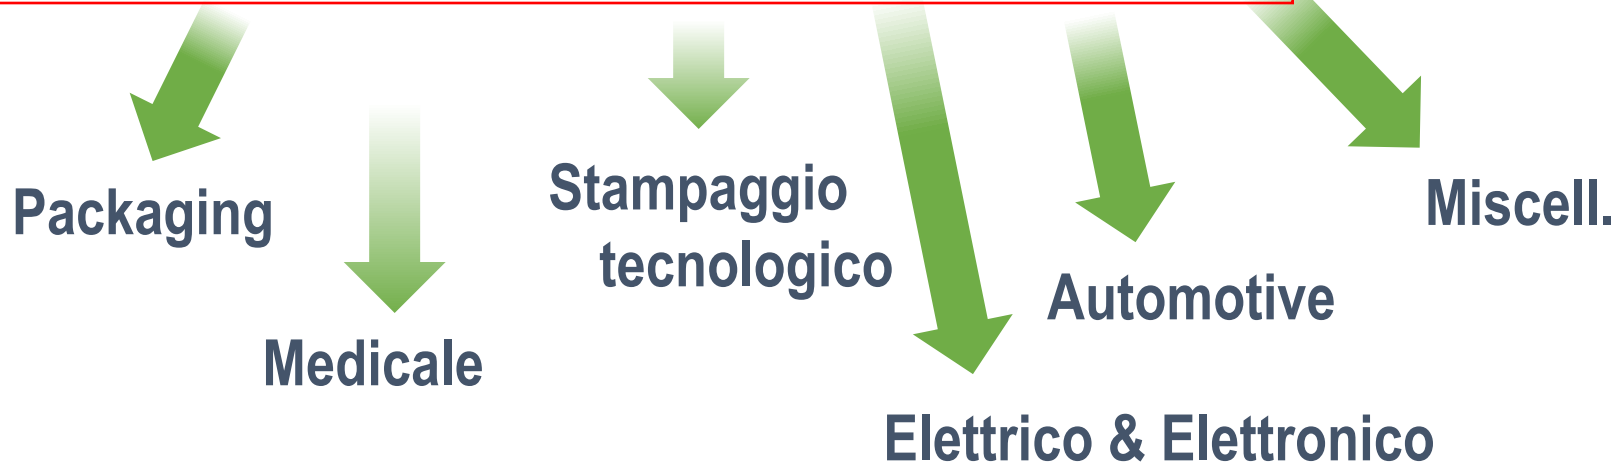 Packaging
Medicale
Stampaggio
tecnologico
Elettrico & Elettronico
Automotive
Miscell.